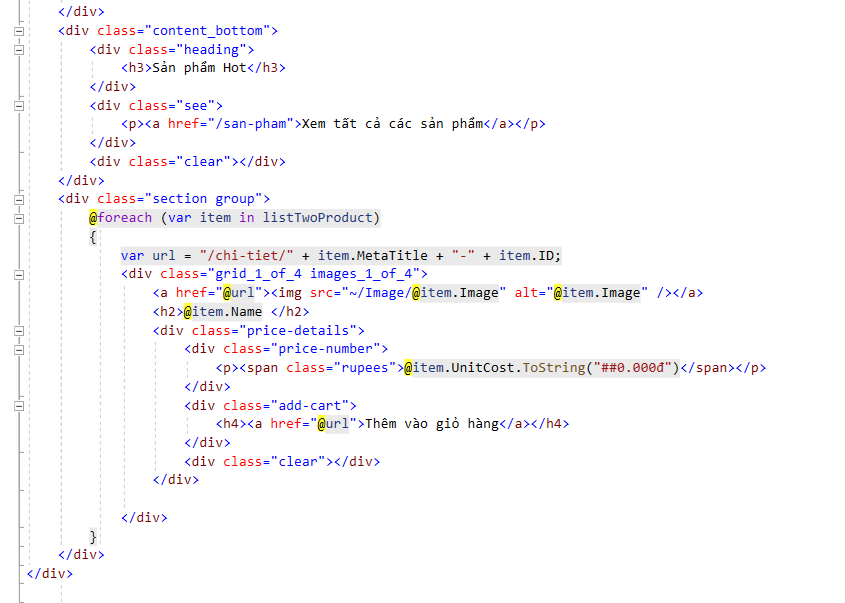 </div>
<div class="content_bottom">
<div class="heading">
<h3>Sản phẩm Hot</h3>
</div>
<div class="see">
<p><a href="/san-pham">Xem tất cả các sản phẩm</a></p>
</div>
<div class="clear"></div>
</div>
<div class="section group">
@foreach (var item in listTwoProduct)
{
var url = "/chi-tiet/" + item.MetaTitle + "-" + item.ID;
<div class="grid_1_of_4 images_1_of_4">
<a href="@url"><img src="~/Image/@item.Image" alt="@item.Image" /></a>
<h2>@item.Name </h2>
<div class="price-details">
<div class="price-number">
<p><span class="rupees">@item.UnitCost.ToString("##0.000đ")</span></p>
</div>
<div class="add-cart">
<h4><a href="@url">Thêm vào giỏ hàng</a></h4>
</div>
<div class="clear"></div>
</div>
</div>
}
</div>
</div>